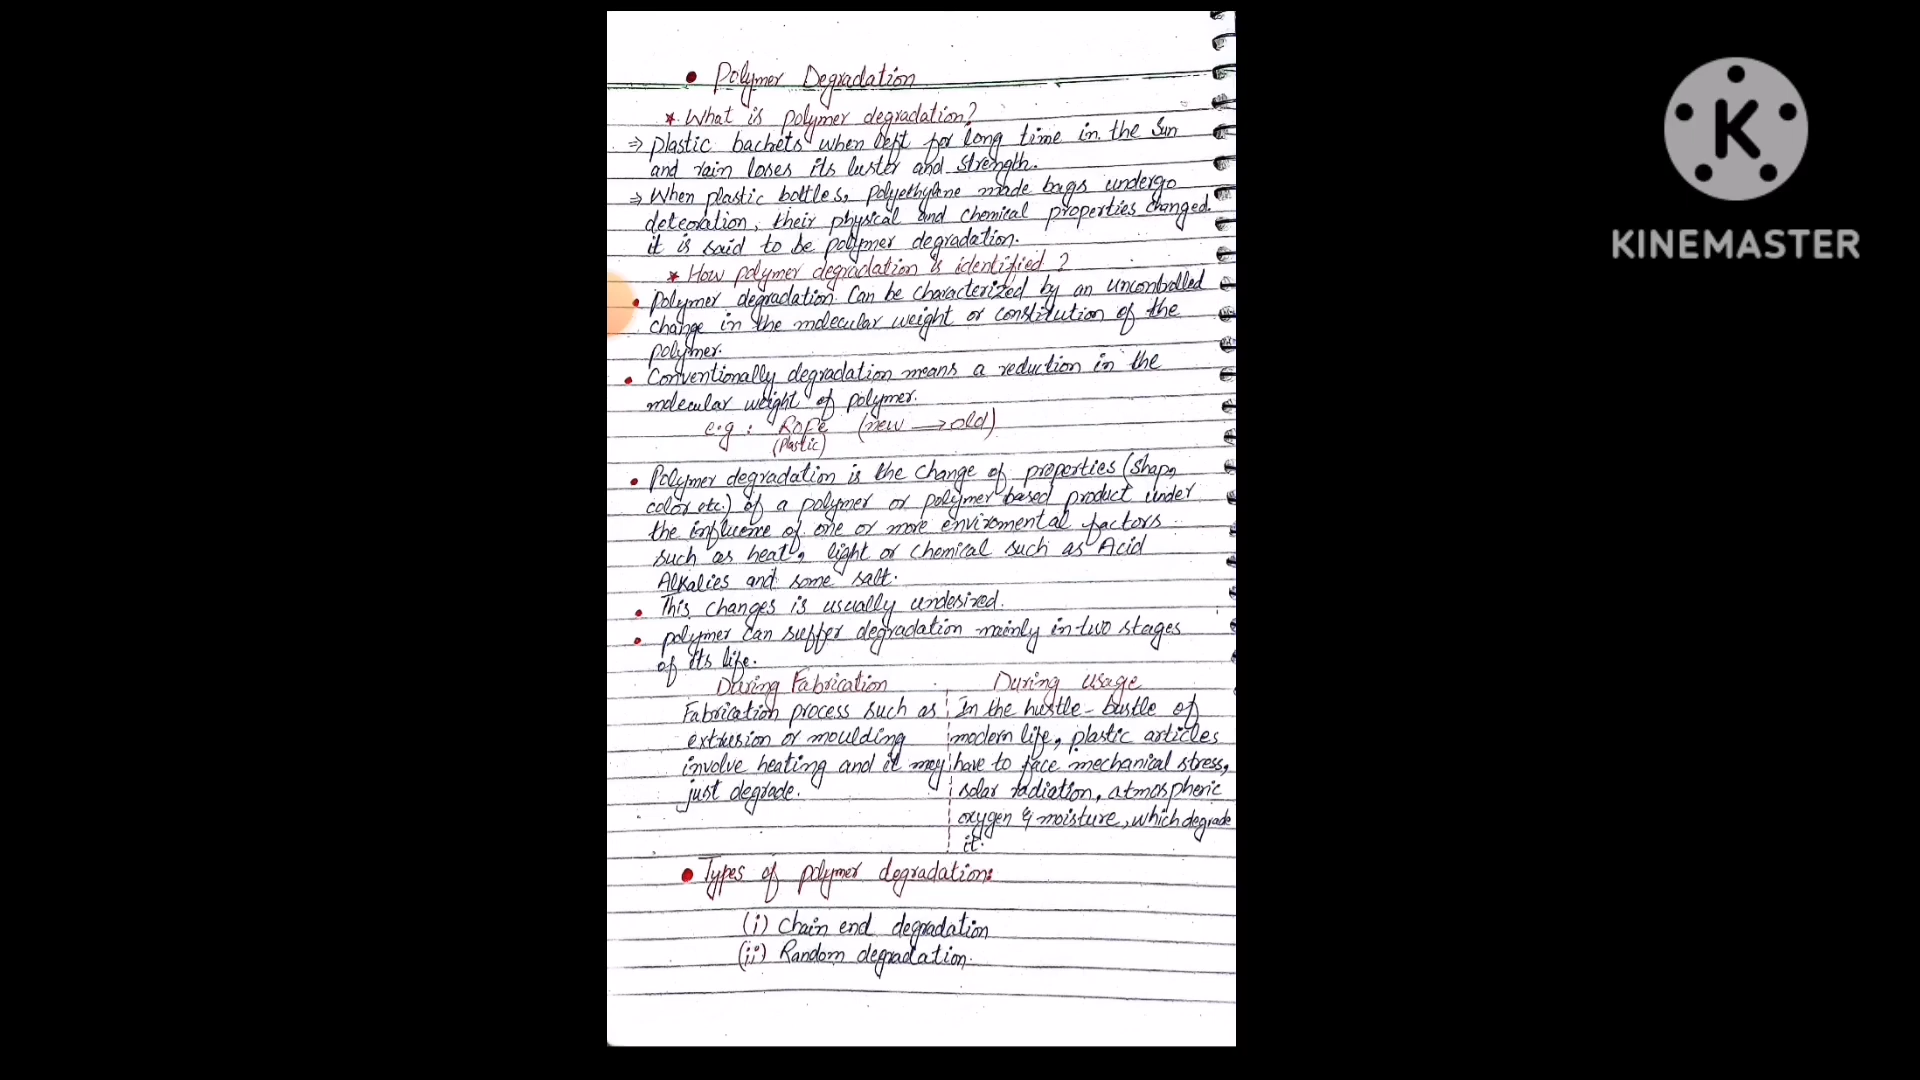 Polymer Degradation
* What is polymer degradation?
⇒ Plastic bachets when left for long time in the Sun
and rain loses its luster and strength.
⇒ When plastic bottles, polyethylene made bags undergo
deteoration, their physical and chemical properties changed.
it is said to be polymer degradation.
* How polymer degradation is identified ?
• Polymer degradation Can be characterized by an uncontrolled
change in the molecular weight or constitution of the
polymer.
• Conventionally degradation means a reduction in the
molecular weight of polymer.
e.g : Rope (new → old)
(Plastic)
• Polymer degradation is the change of properties (shape,
color etc.) of a polymer or polymer based product under
the influence of one or more enviromental factors
such as heat, light or chemical such as Acid
Alkalies and some salt.
• This changes is usually undesired.
• polymer can suffer degradation mainly in two stages
of its life.
During Fabrication
Fabrication process such as
extrusion or moulding
involve heating and it may
just degrade.
During usage
In the hustle-bustle of
modern life, plastic articles
have to face mechanical stress,
solar radiation, atmospheric
oxygen & moisture, which degrade
it.
• Types of polymer degradation:
(i) Chain end degradation
(ii) Random degradation.
K
KINEMASTER